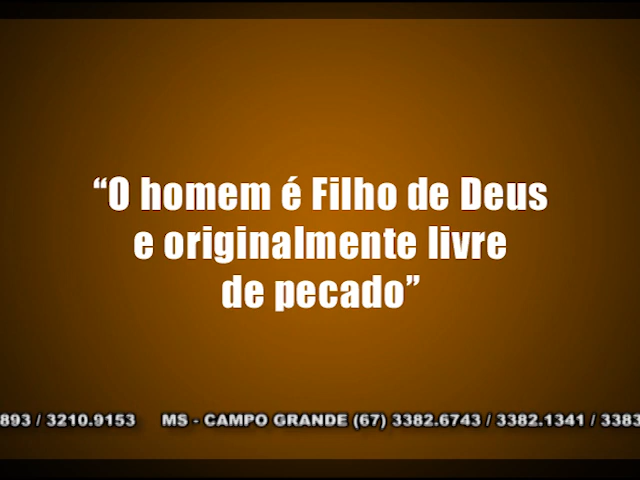 “O homem é Filho de Deus
e originalmente livre
de pecado”
893 / 3210.9153 MS - CAMPO GRANDE (67) 3382.6743 / 3382.1341 / 3383